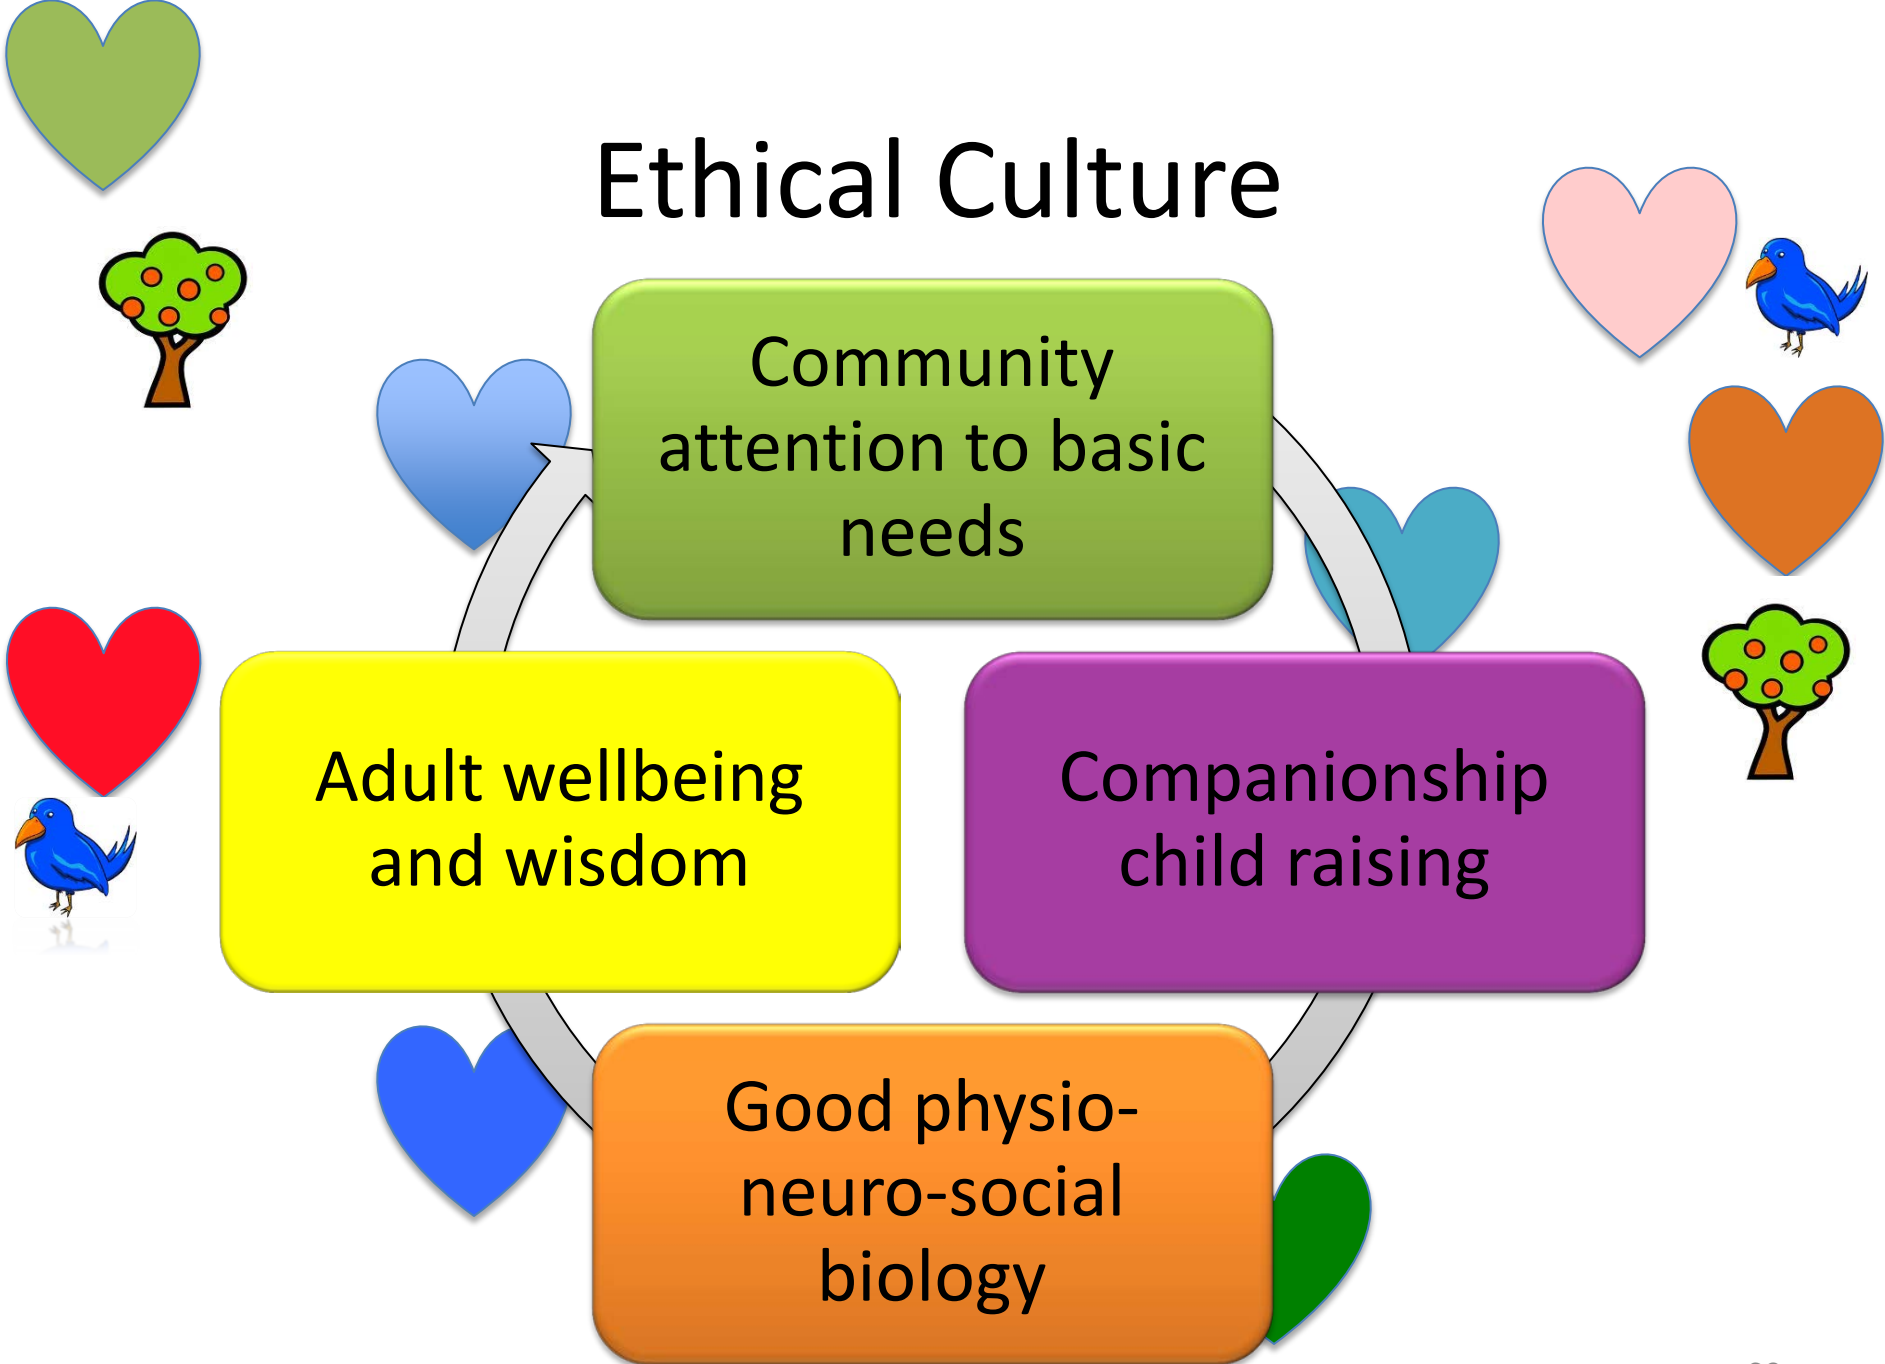 Ethical Culture
Community
attention to basic
needs
Adult wellbeing
and wisdom
Companionship
child raising
Good physio-
neuro-social
biology